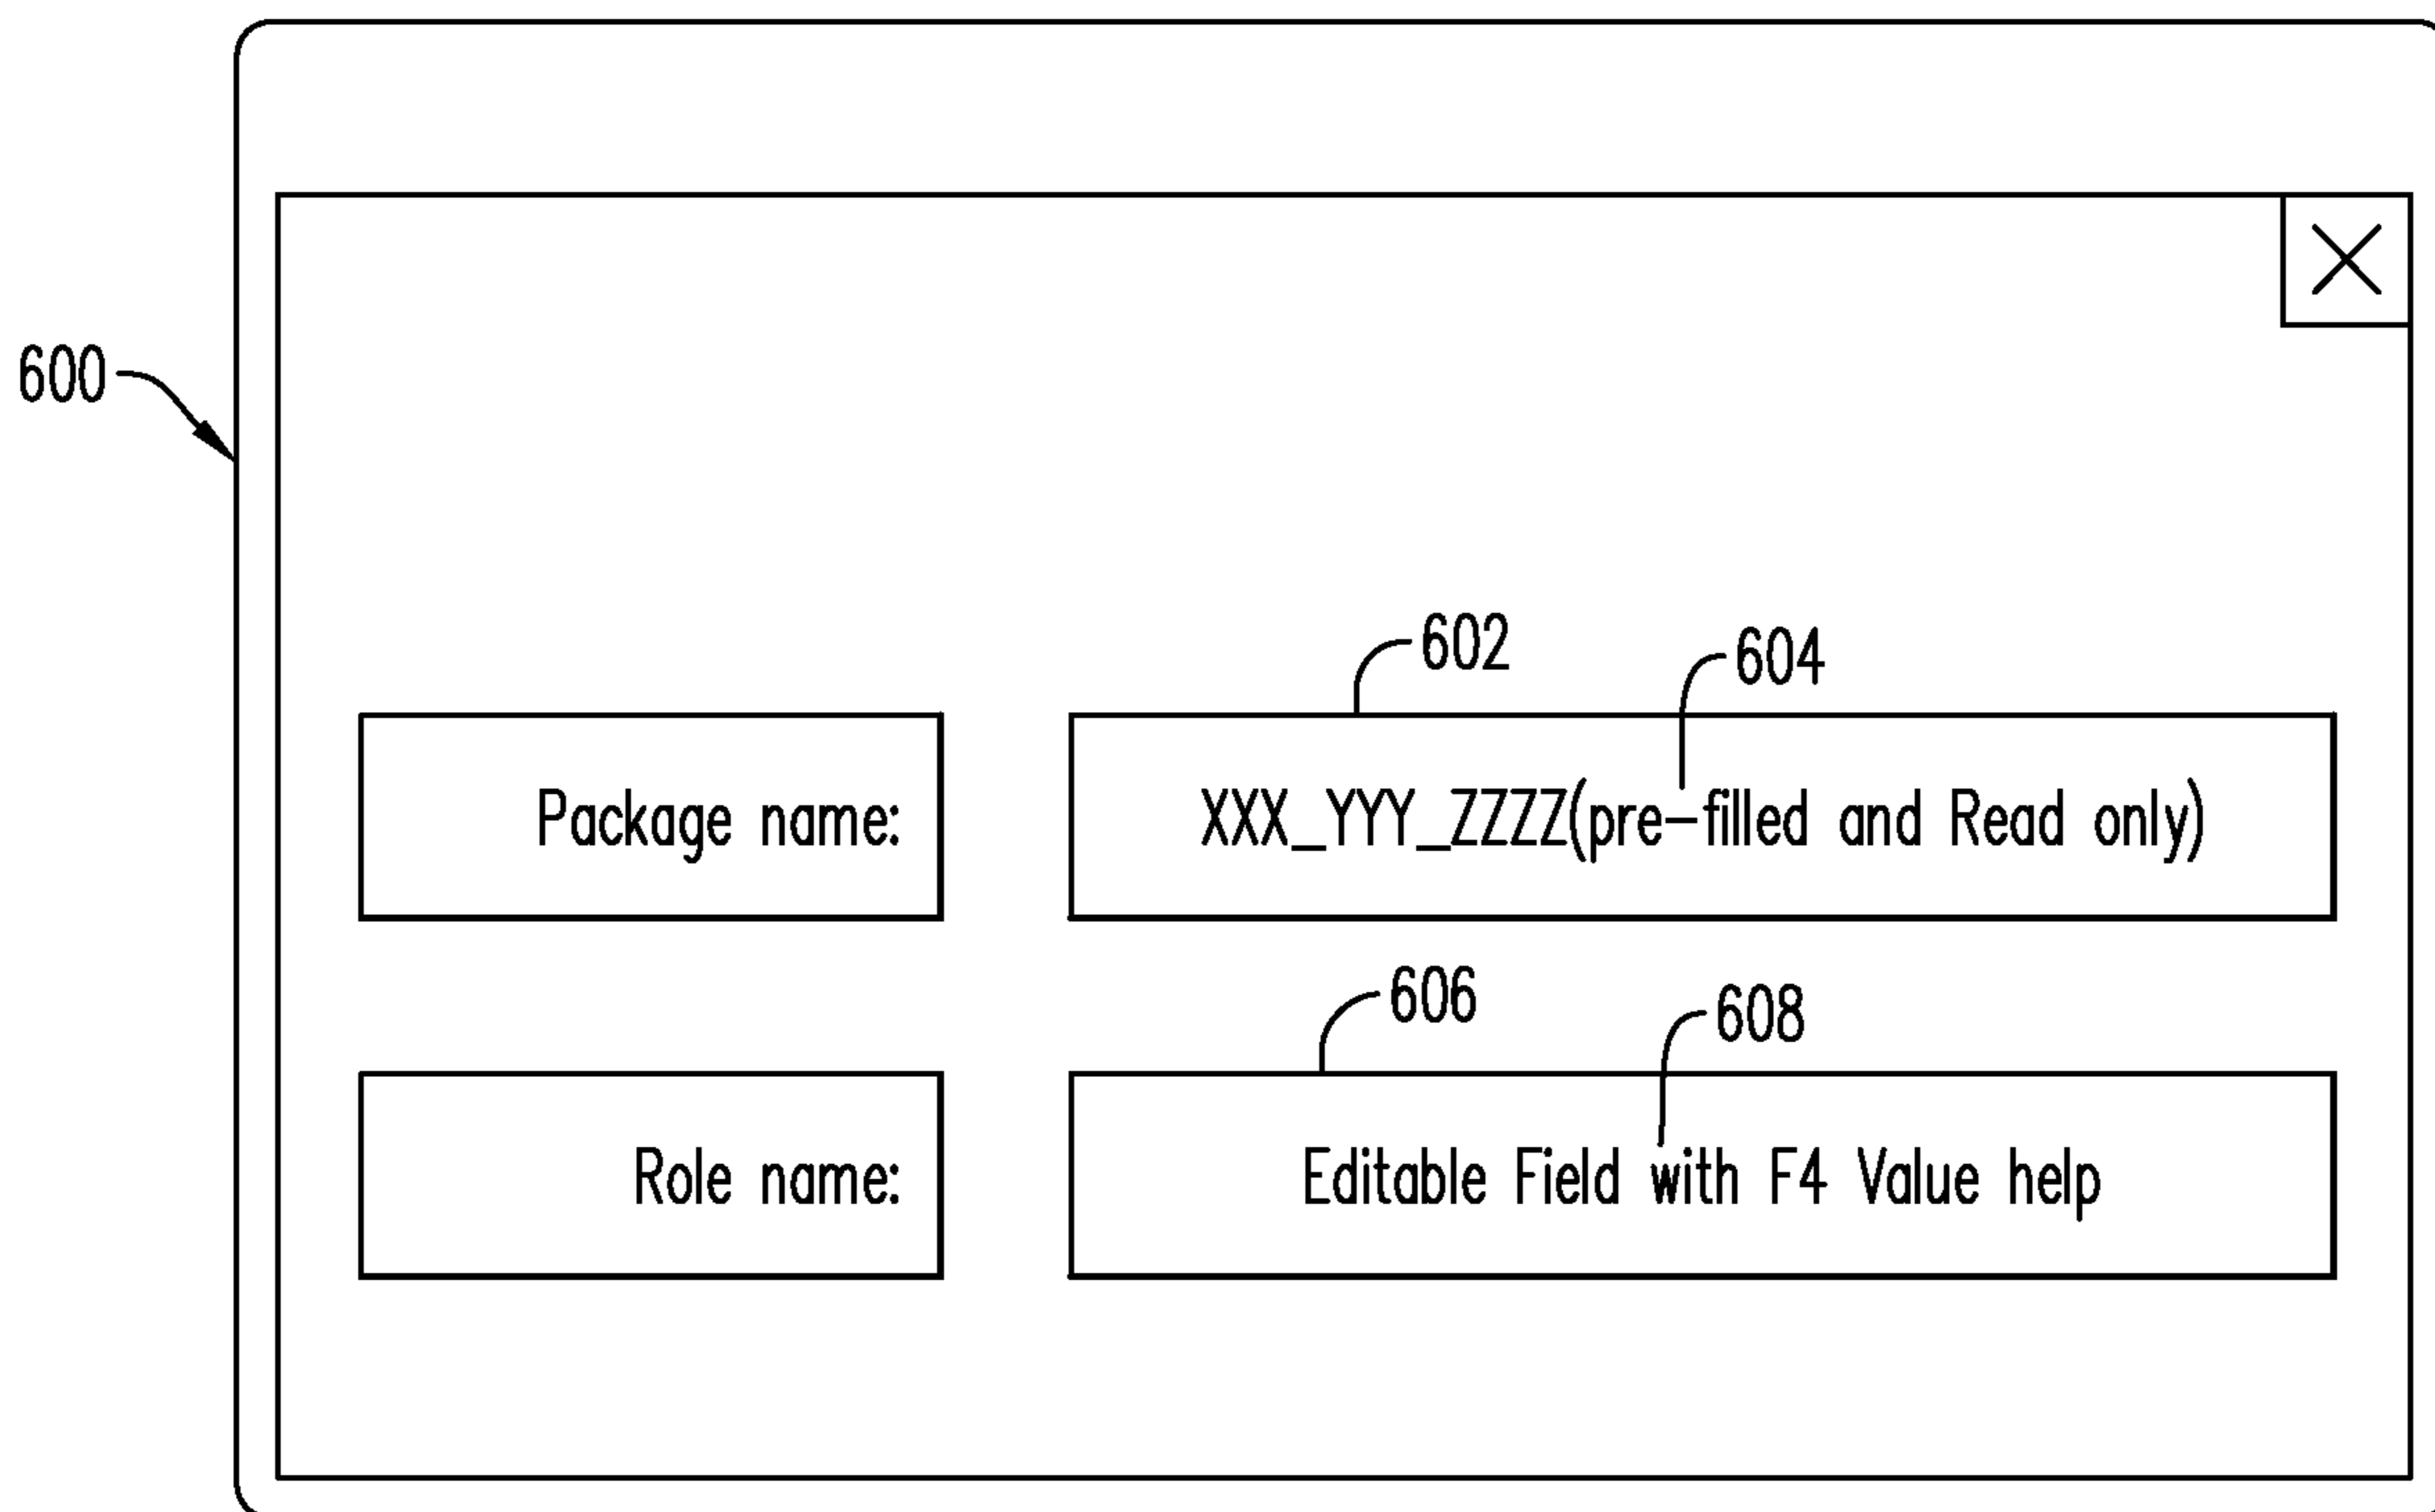 600
602
604
Package name:
XXX_YYY_ZZZZ(pre-filled and Read only)
606
608
Role name:
Editable Field with F4 Value help